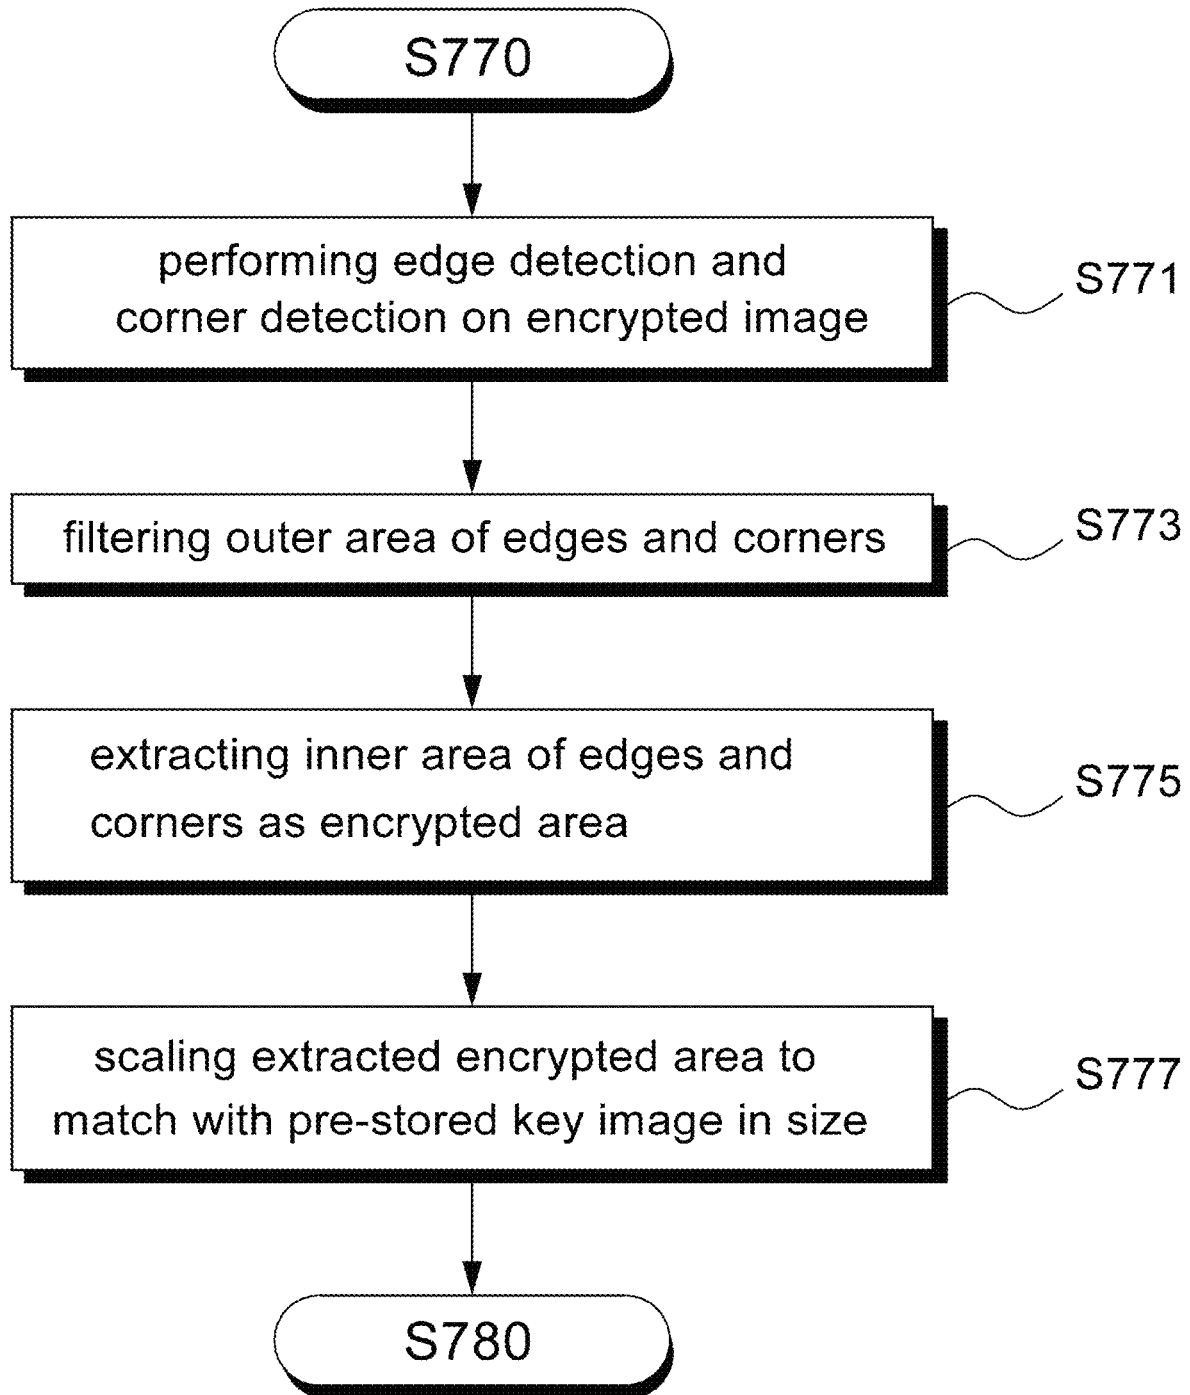 S770
performing edge detection and
corner detection on encrypted image
S771
filtering outer area of edges and corners
S773
extracting inner area of edges and
corners as encrypted area
S775
scaling extracted encrypted area to
match with pre-stored key image in size
S777
S780